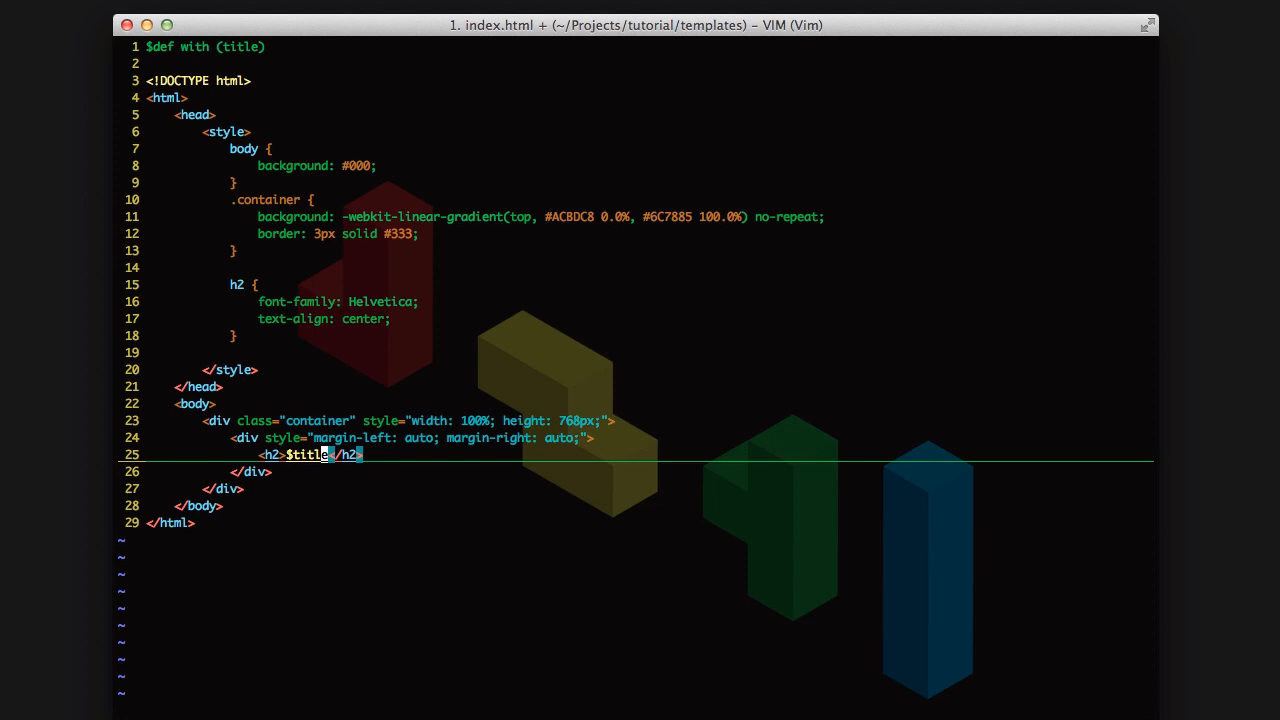 1. index.html + (~/Projects/tutorial/templates) – VIM (Vim)
1 $def with (title)
2
3 <!DOCTYPE html>
4 <html>
5     <head>
6         <style>
7             body {
8                 background: #000;
9             }
10             .container {
11                 background: -webkit-linear-gradient(top, #ACBDC8 0.0%, #6C7885 100.0%) no-repeat;
12                 border: 3px solid #333;
13             }
14
15             h2 {
16                 font-family: Helvetica;
17                 text-align: center;
18             }
19
20         </style>
21     </head>
22     <body>
23         <div class="container" style="width: 100%; height: 768px;">
24             <div style="margin-left: auto; margin-right: auto;">
25                 <h2>$title</h2>
26             </div>
27         </div>
28     </body>
29 </html>
~
~
~
~
~
~
~
~
~
~